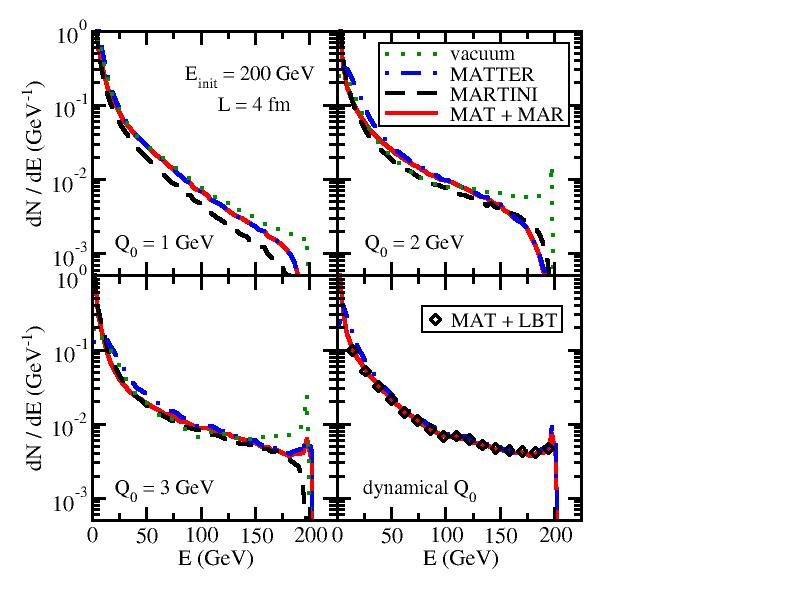 10^0
10^-1
10^-2
10^-3
dN / dE (GeV^-1)
E_init = 200 GeV
L = 4 fm
Q_0 = 1 GeV
vacuum
MATTER
MARTINI
MAT + MAR
Q_0 = 2 GeV
10^0
10^-1
10^-2
10^-3
dN / dE (GeV^-1)
Q_0 = 3 GeV
MAT + LBT
dynamical Q_0
0 50 100 150 200 0 50 100 150 200
E (GeV) E (GeV)